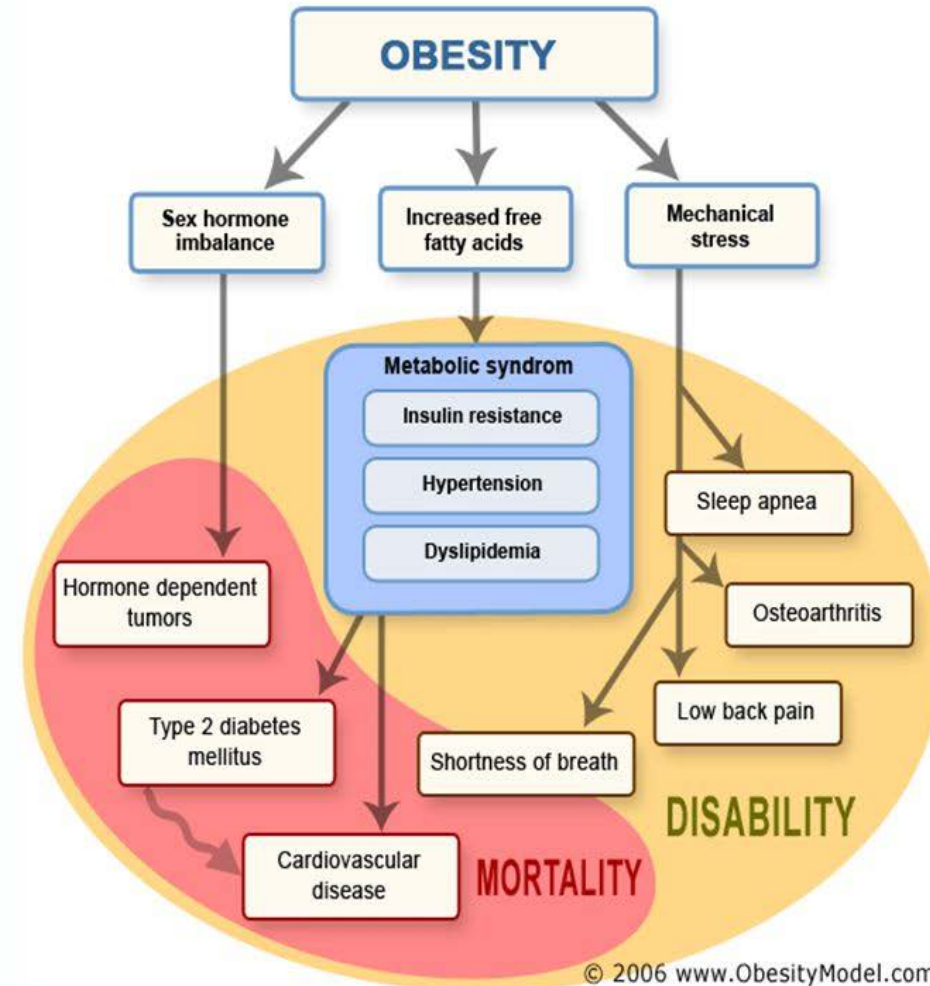 OBESITY
Sex hormone
imbalance
Increased free
fatty acids
Mechanical
stress
Metabolic syndrom
Insulin resistance
Hypertension
Dyslipidemia
Sleep apnea
Hormone dependent
tumors
Osteoarthritis
Low back pain
Type 2 diabetes
mellitus
Shortness of breath
DISABILITY
Cardiovascular
disease
MORTALITY
© 2006 www.ObesityModel.com